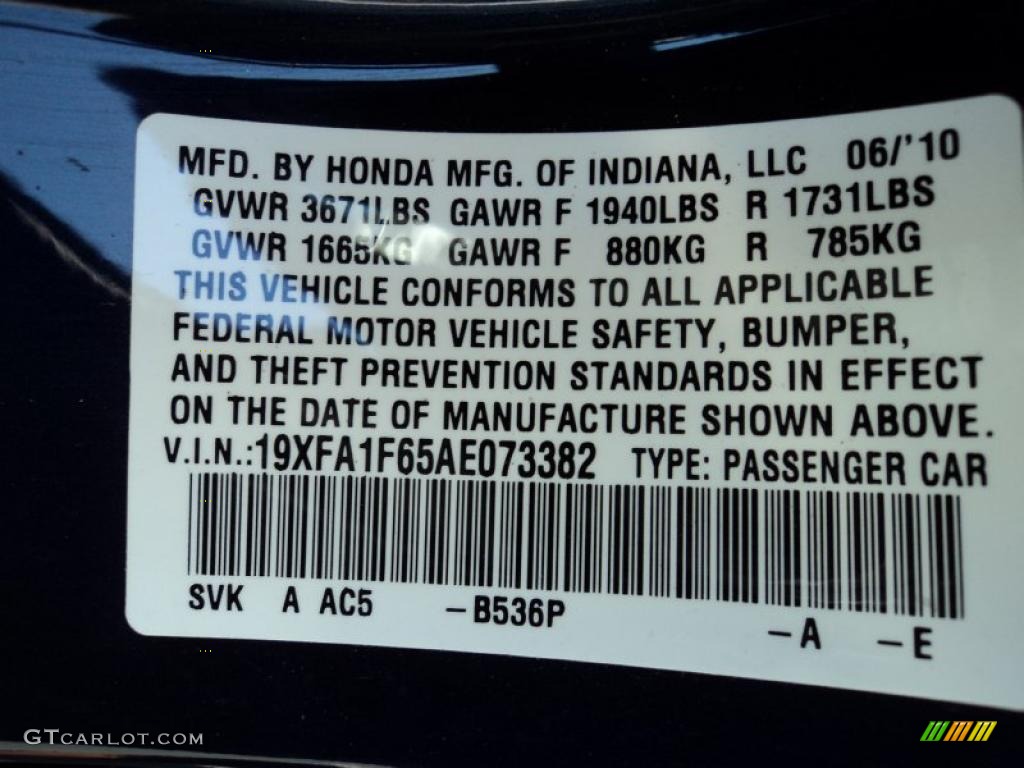 MFD. BY HONDA MFG. OF INDIANA, LLC 06/'10
GVWR 3671LBS GAWR F 1940LBS R 1731LBS
GVWR 1665KG GAWR F 880KG R 785KG
THIS VEHICLE CONFORMS TO ALL APPLICABLE
FEDERAL MOTOR VEHICLE SAFETY, BUMPER,
AND THEFT PREVENTION STANDARDS IN EFFECT
ON THE DATE OF MANUFACTURE SHOWN ABOVE.
V.I.N.:19XFA1F65AE073382 TYPE: PASSENGER CAR
SVK A AC5 -B536P -A -E
GTCARLOT.COM